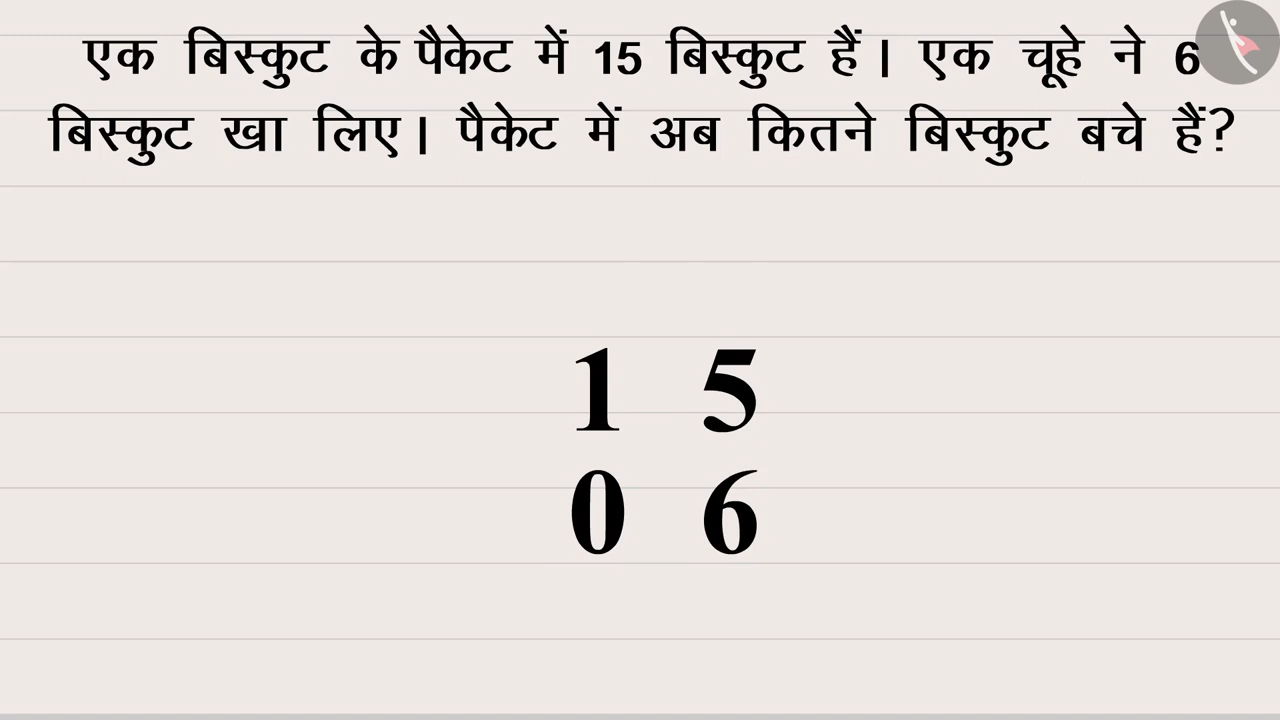 एक बिस्कुट के पैकेट में 15 बिस्कुट हैं। एक चूहे ने 6
बिस्कुट खा लिए। पैकेट में अब कितने बिस्कुट बचे हैं?
1 5
0 6